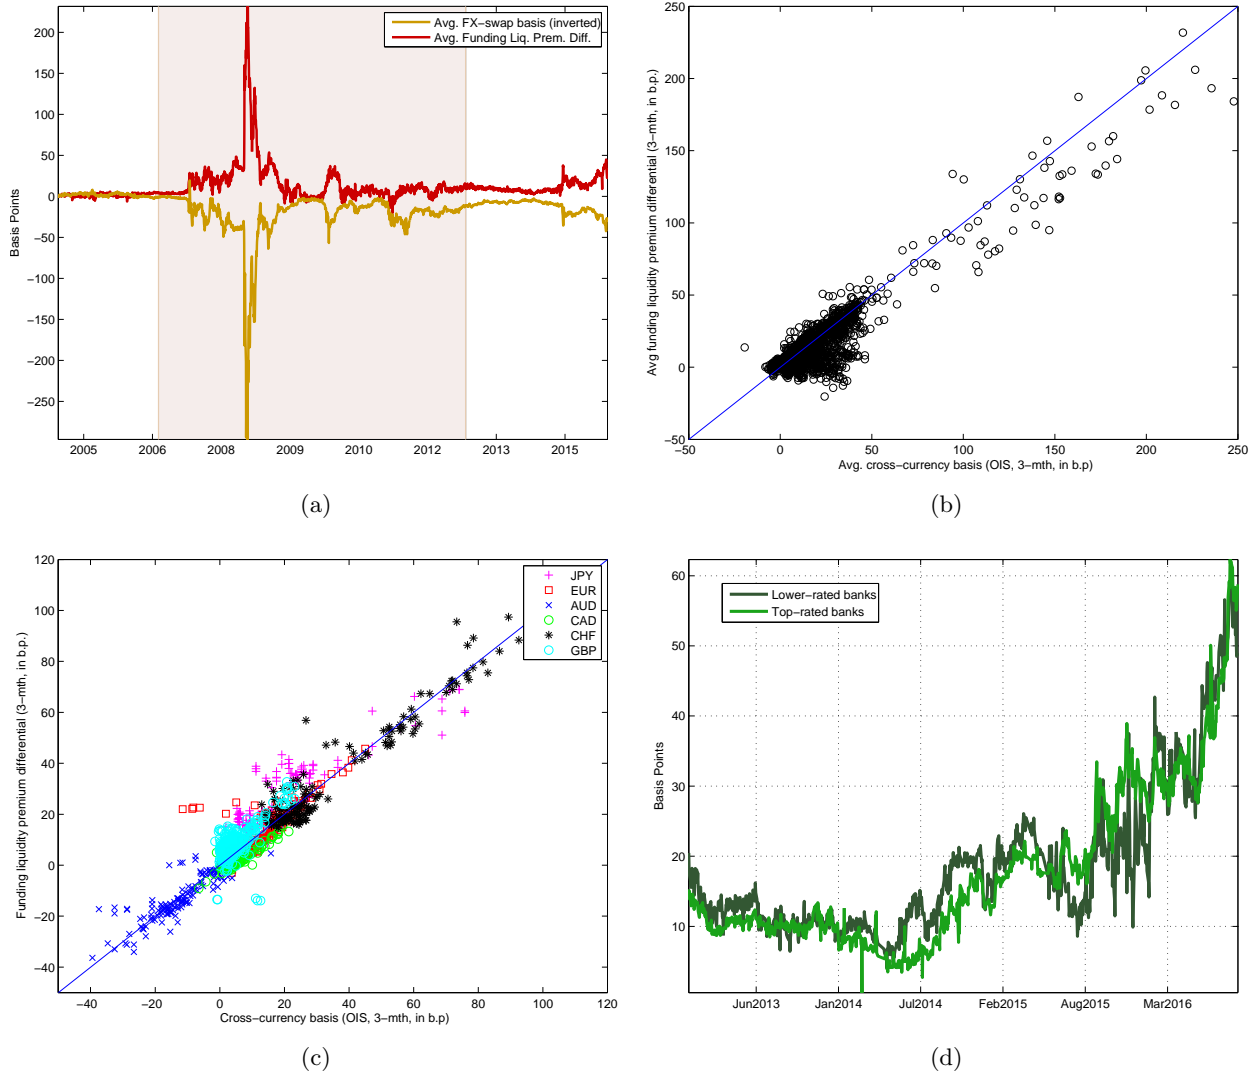 Avg. FX-swap basis (inverted)
Avg. Funding Liq. Prem. Diff.
Basis Points
200
150
100
50
0
−50
−100
−150
−200
−250
2005 2006 2008 2009 2010 2012 2013 2015
(a)
Avg funding liquidity premium differential (3-mth, in b.p.)
250
200
150
100
50
0
−50
−50 0 50 100 150 200 250
Avg. cross-currency basis (OIS, 3-mth, in b.p)
(b)
Funding liquidity premium differential (3-mth, in b.p.)
120
100
80
60
40
20
0
−20
−40
JPY
EUR
AUD
CAD
CHF
GBP
−40 −20 0 20 40 60 80 100 120
Cross-currency basis (OIS, 3-mth, in b.p)
(c)
Lower-rated banks
Top-rated banks
Basis Points
60
50
40
30
20
10
Jun2013 Jan2014 Jul2014 Feb2015 Aug2015 Mar2016
(d)